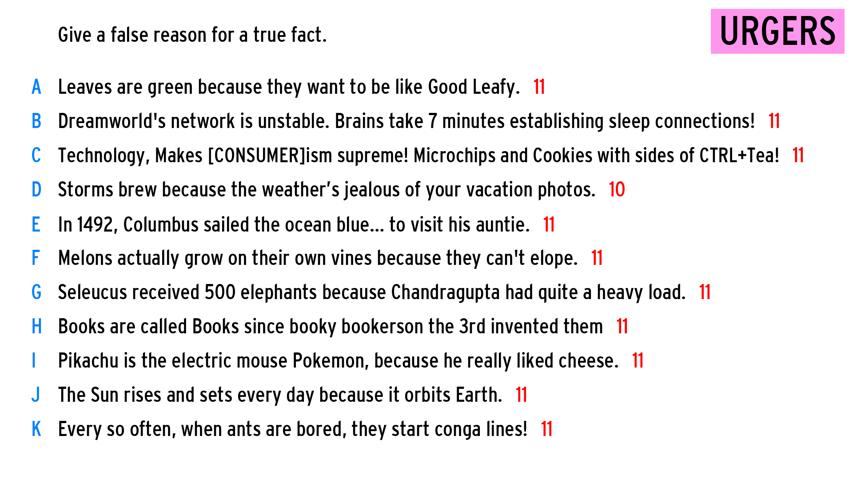 Give a false reason for a true fact.
URGERS
A Leaves are green because they want to be like Good Leafy. 11
B Dreamworld's network is unstable. Brains take 7 minutes establishing sleep connections! 11
C Technology, Makes [CONSUMER]ism supreme! Microchips and Cookies with sides of CTRL+Tea! 11
D Storms brew because the weather’s jealous of your vacation photos. 10
E In 1492, Columbus sailed the ocean blue... to visit his auntie. 11
F Melons actually grow on their own vines because they can't elope. 11
G Seleucus received 500 elephants because Chandragupta had quite a heavy load. 11
H Books are called Books since booky bookerson the 3rd invented them 11
I Pikachu is the electric mouse Pokemon, because he really liked cheese. 11
J The Sun rises and sets every day because it orbits Earth. 11
K Every so often, when ants are bored, they start conga lines! 11